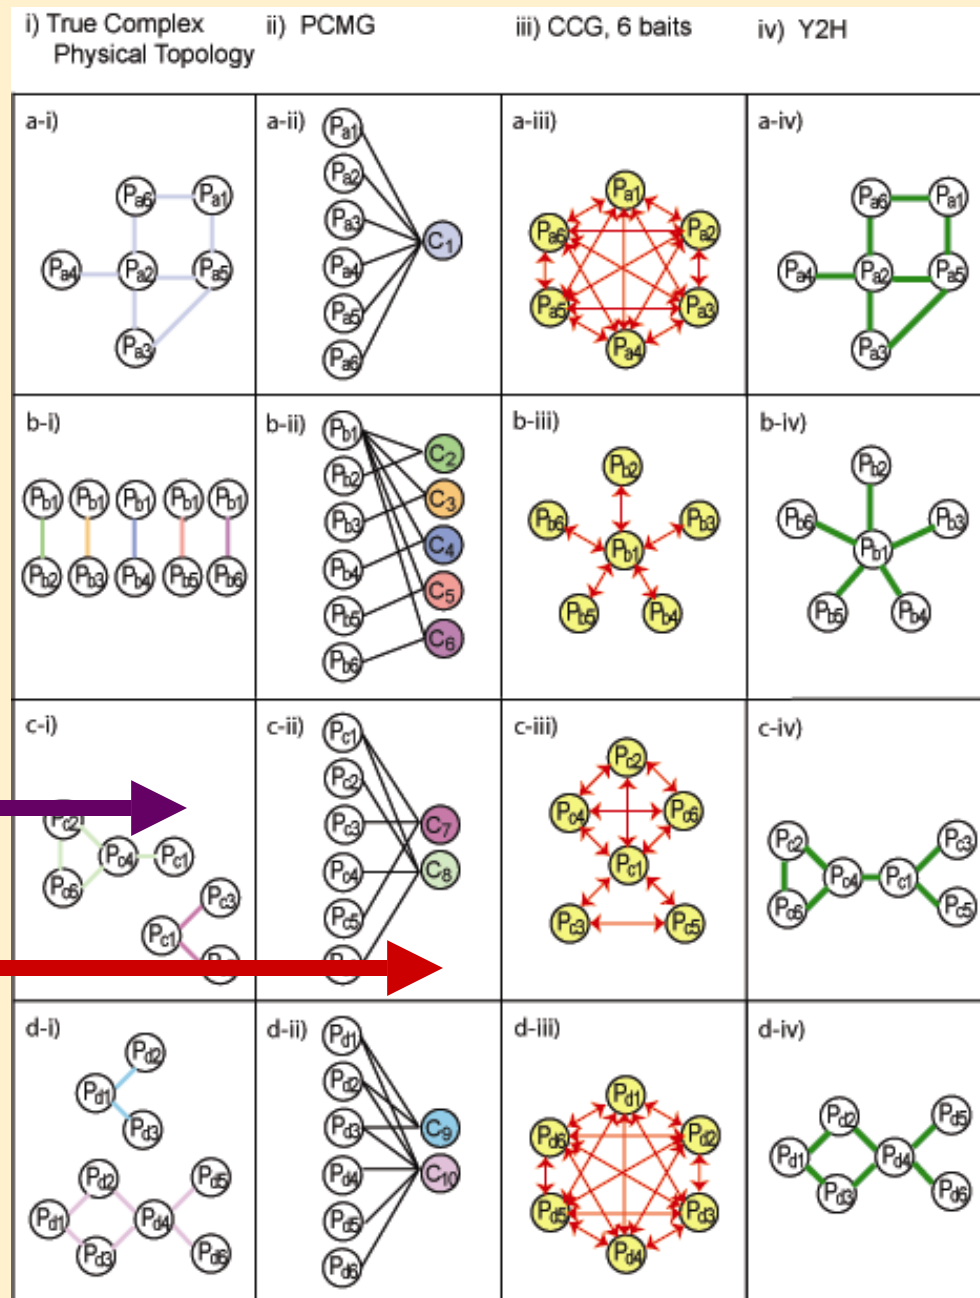 i) True Complex
Physical Topology
ii) PCMG
iii) CCG, 6 baits
iv) Y2H
a-i)
Pa6 Pa1
Pa4 Pa2 Pa5
Pa3
a-ii)
Pa1
Pa2
Pa3
Pa4
Pa5
Pa6
C1
a-iii)
Pa1
Pa6 Pa2
Pa5 Pa3
Pa4
a-iv)
Pa6 Pa1
Pa4 Pa2 Pa5
Pa3
b-i)
Pb1 Pb1 Pb1 Pb1 Pb1
Pb2 Pb3 Pb4 Pb5 Pb6
b-ii)
Pb1
Pb2
Pb3
Pb4
Pb5
Pb6
C2
C3
C4
C5
C6
b-iii)
Pb2
Pb6 Pb3
Pb1
Pb5 Pb4
b-iv)
Pb2
Pb6 Pb3
Pb1
Pb5 Pb4
c-i)
Pc2
Pc4 Pc1
Pc6
Pc3
Pc1
c-ii)
Pc1
Pc2
Pc3
Pc4
Pc5
C7
C8
c-iii)
Pc2
Pc4 Pc6
Pc1
Pc3 Pc5
c-iv)
Pc2 Pc3
Pc4 Pc1
Pc6 Pc5
d-i)
Pd2
Pd1
Pd3
Pd2 Pd5
Pd1 Pd4
Pd3 Pd6
d-ii)
Pd1
Pd2
Pd3
Pd4
Pd5
Pd6
C9
C10
d-iii)
Pd1
Pd6 Pd2
Pd5 Pd3
Pd4
d-iv)
Pd2 Pd5
Pd1 Pd4
Pd3 Pd6